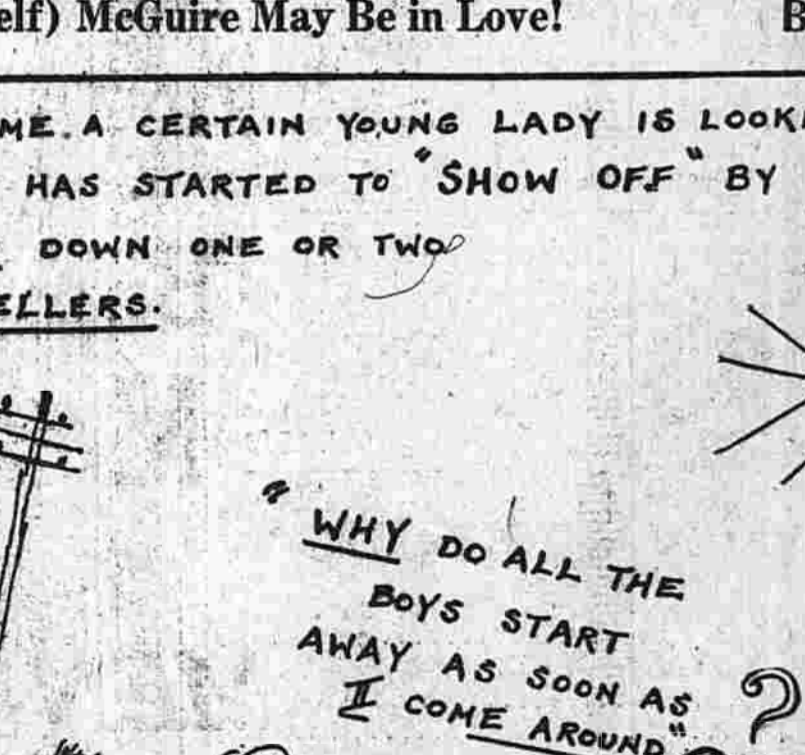 elf) McGuire May Be in Love! B
ME. A CERTAIN YOUNG LADY IS LOOK
HAS STARTED TO "SHOW OFF" BY
DOWN ONE OR TWO
ELLERS.
" WHY DO ALL THE
BOYS START
AWAY AS SOON AS
I COME AROUND" ?